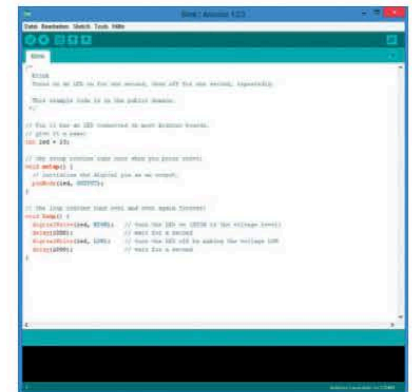 Blink | Arduino 1.0.5
Datei Bearbeiten Sketch Tools Hilfe
Blink
/*
Blink
Turns on an LED on for one second, then off for one second, repeatedly.
This example code is in the public domain.
*/
// Pin 13 has an LED connected on most Arduino boards.
// give it a name:
int led = 13;
// the setup routine runs once when you press reset:
void setup() {
// initialize the digital pin as an output.
pinMode(led, OUTPUT);
}
// the loop routine runs over and over again forever:
void loop() {
digitalWrite(led, HIGH); // turn the LED on (HIGH is the voltage level)
delay(1000); // wait for a second
digitalWrite(led, LOW); // turn the LED off by making the voltage LOW
delay(1000); // wait for a second
}